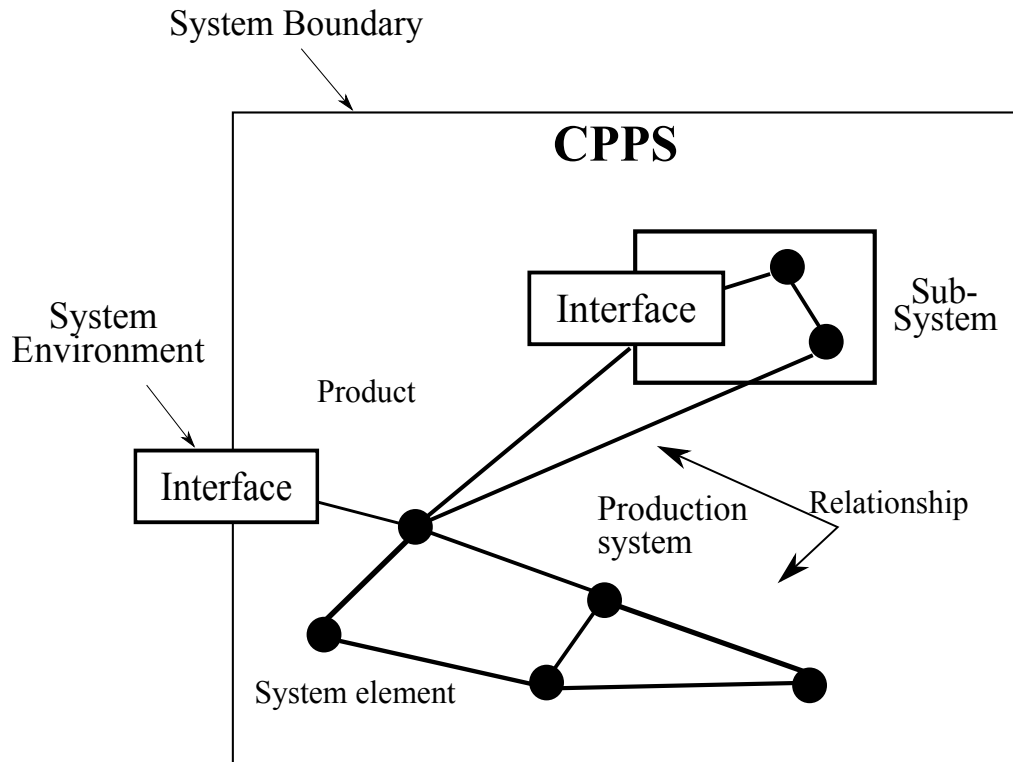 System Boundary
CPPS
Interface
Sub-
System
System
Environment
Product
Interface
Production
system
Relationship
System element